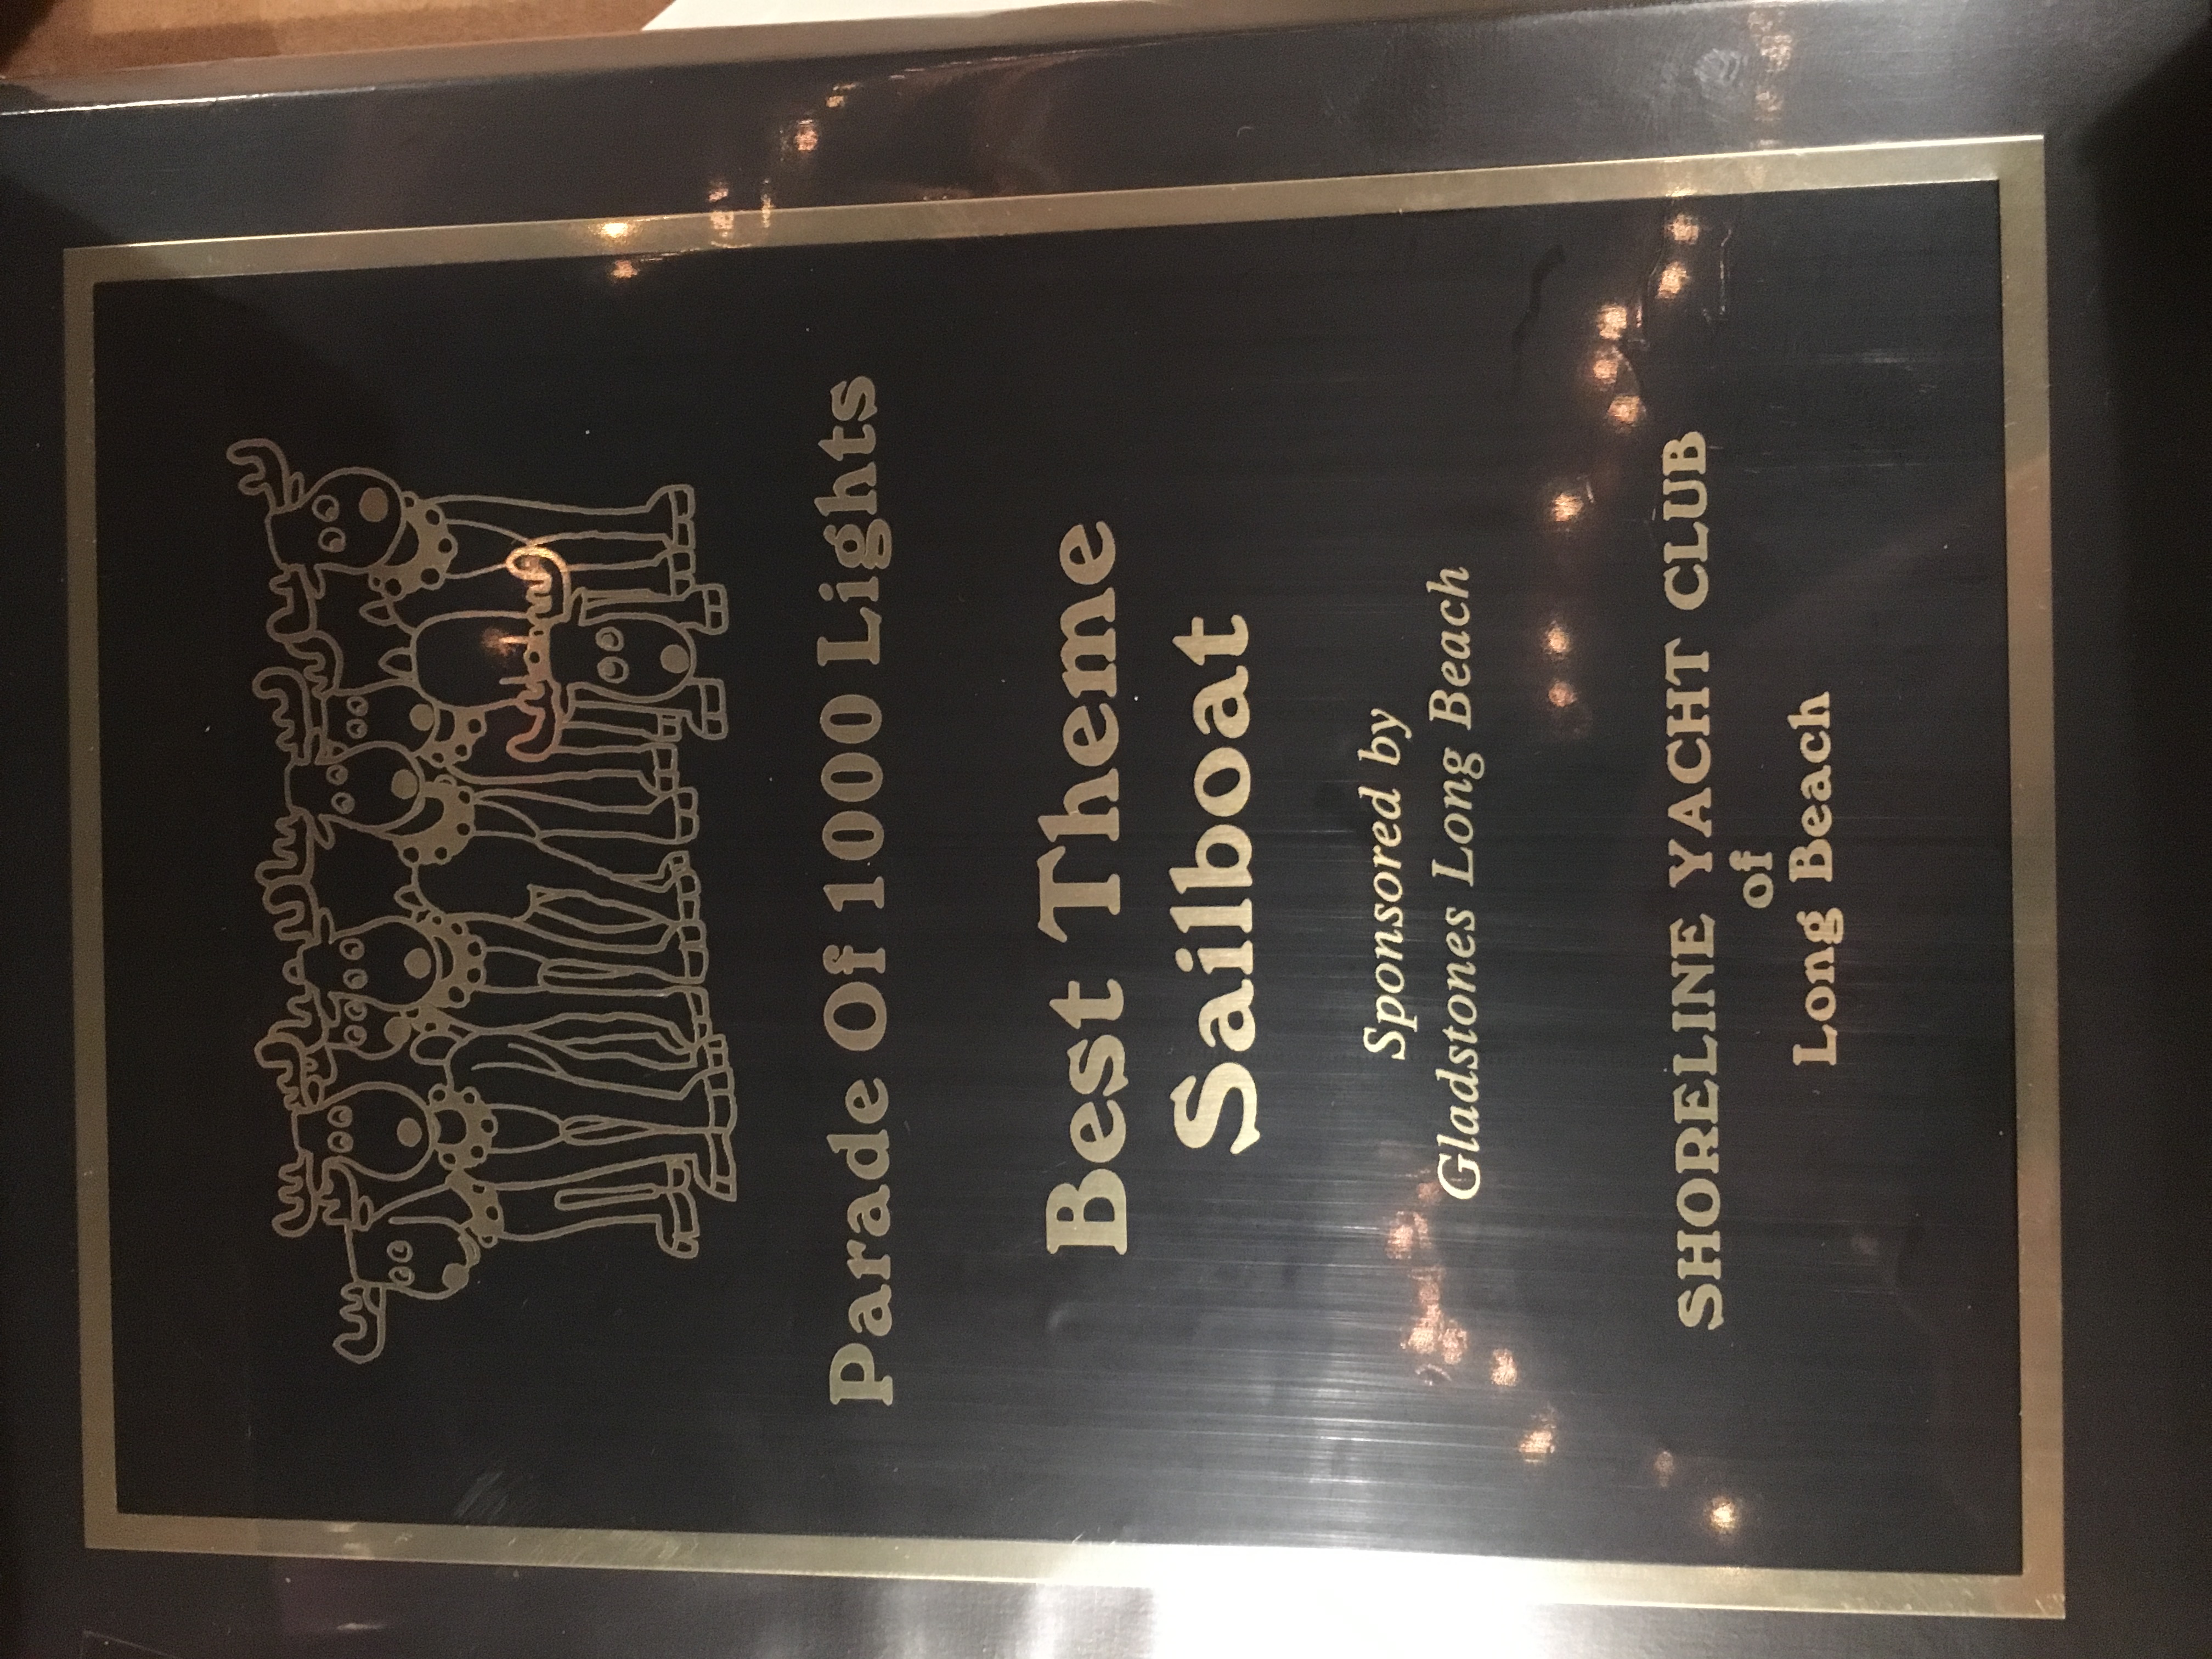 Parade Of 1000 Lights
Best Theme
Sailboat
Sponsored by
Gladstones Long Beach
SHORELINE YACHT CLUB
of
Long Beach